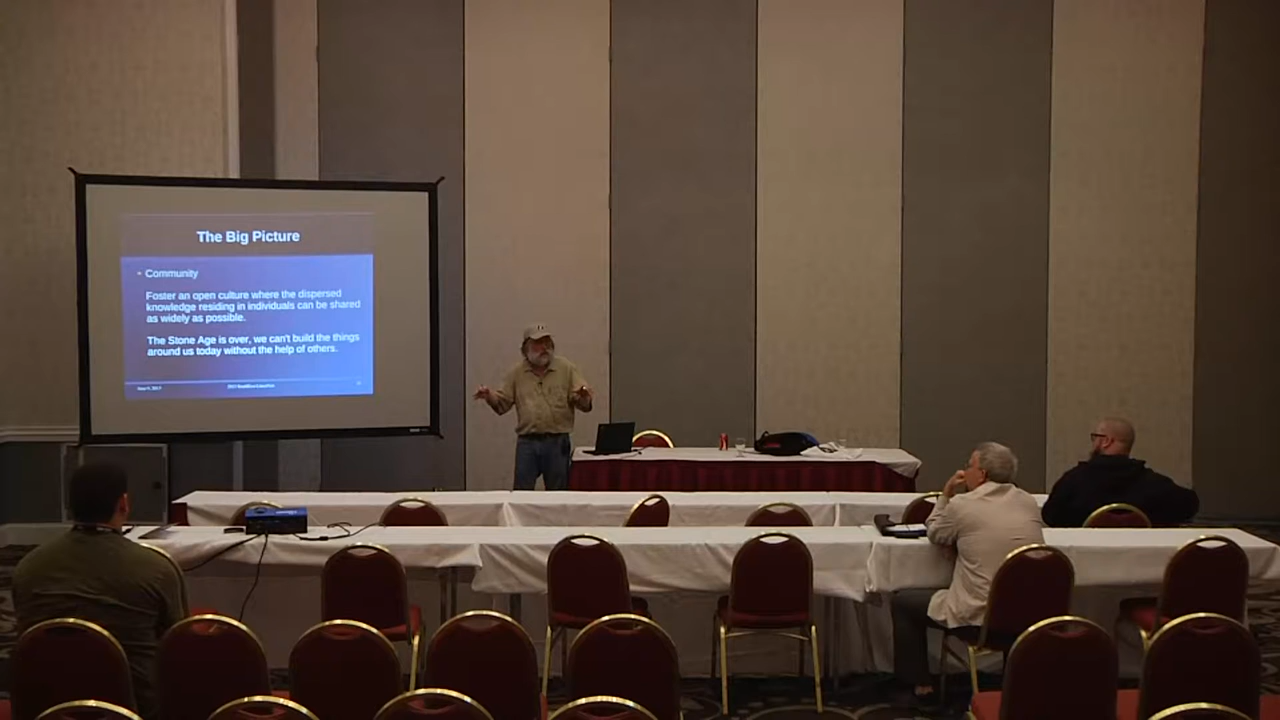 The Big Picture
Community
Foster an open culture where the dispersed
knowledge residing in individuals can be shared
as widely as possible.
The Stone Age is over, we can't build the things
around us today without the help of others.